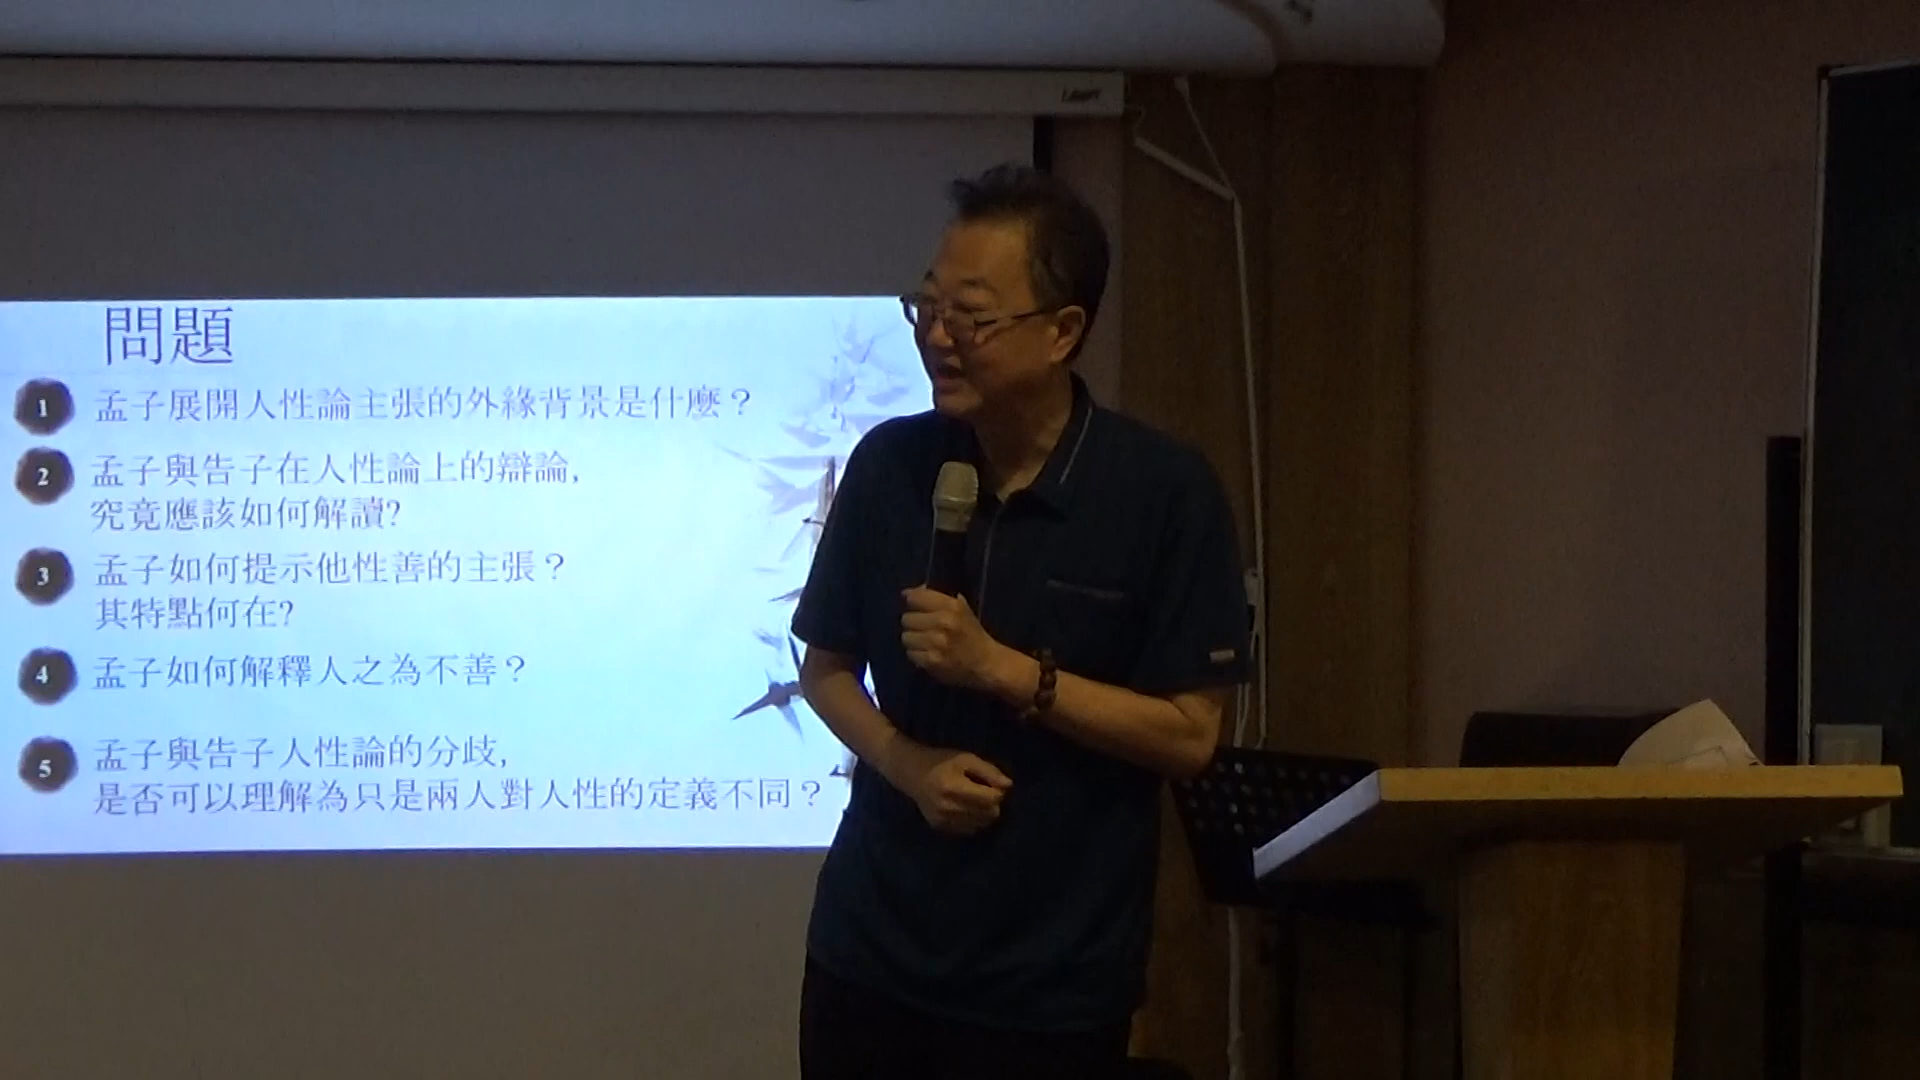 問題
1 孟子展開人性論主張的外緣背景是什麼？
2 孟子與告子在人性論上的辯論,
究竟應該如何解讀?
3 孟子如何提示他性善的主張？
其特點何在?
4 孟子如何解釋人之為不善？
5 孟子與告子人性論的分歧,
是否可以理解為只是兩人對人性的定義不同？